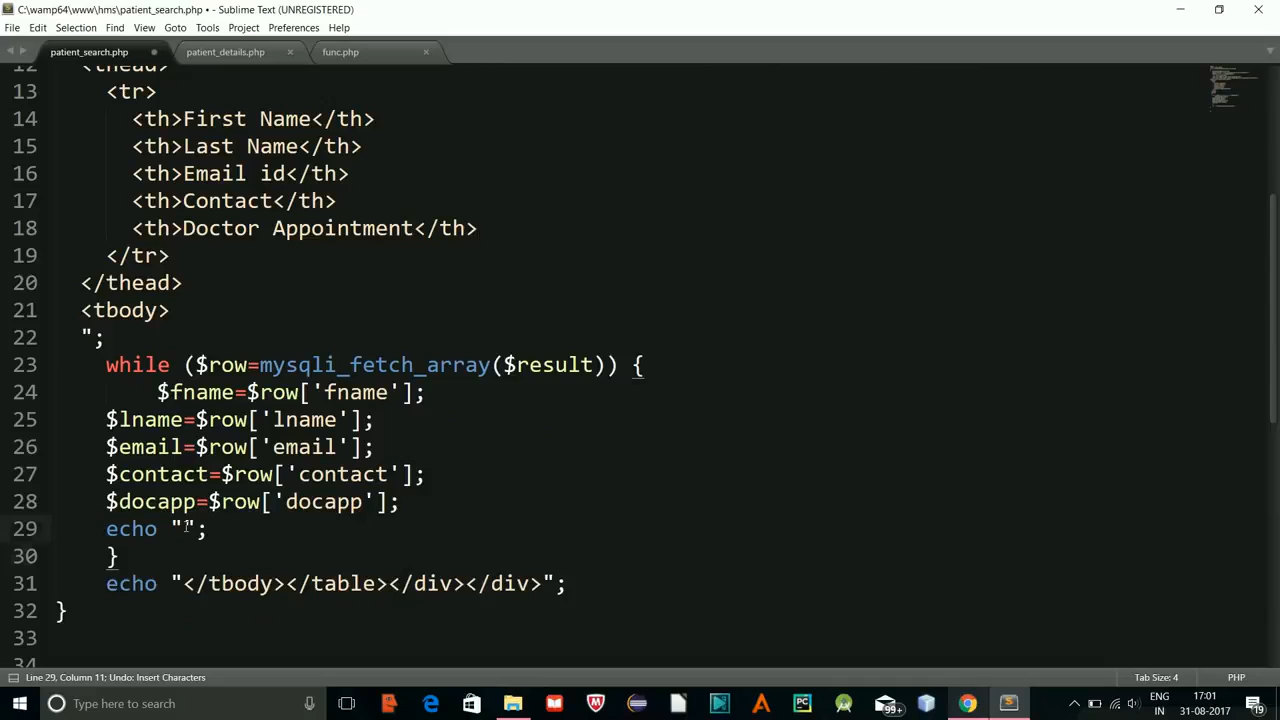 C:\wamp64\www\hms\patient_search.php • - Sublime Text (UNREGISTERED)
File Edit Selection Find View Goto Tools Project Preferences Help
patient_search.php patient_details.php func.php
12 <thead>
13 <tr>
14 <th>First Name</th>
15 <th>Last Name</th>
16 <th>Email id</th>
17 <th>Contact</th>
18 <th>Doctor Appointment</th>
19 </tr>
20 </thead>
21 <tbody>
22 ";
23 while ($row=mysqli_fetch_array($result)) {
24 $fname=$row['fname'];
25 $lname=$row['lname'];
26 $email=$row['email'];
27 $contact=$row['contact'];
28 $docapp=$row['docapp'];
29 echo "";
30 }
31 echo "</tbody></table></div></div>";
32 }
33
34
Line 29, Column 11; Undo: Insert Characters Tab Size: 4 PHP
Type here to search 99+ ENG 17:01
IN 31-08-2017 19